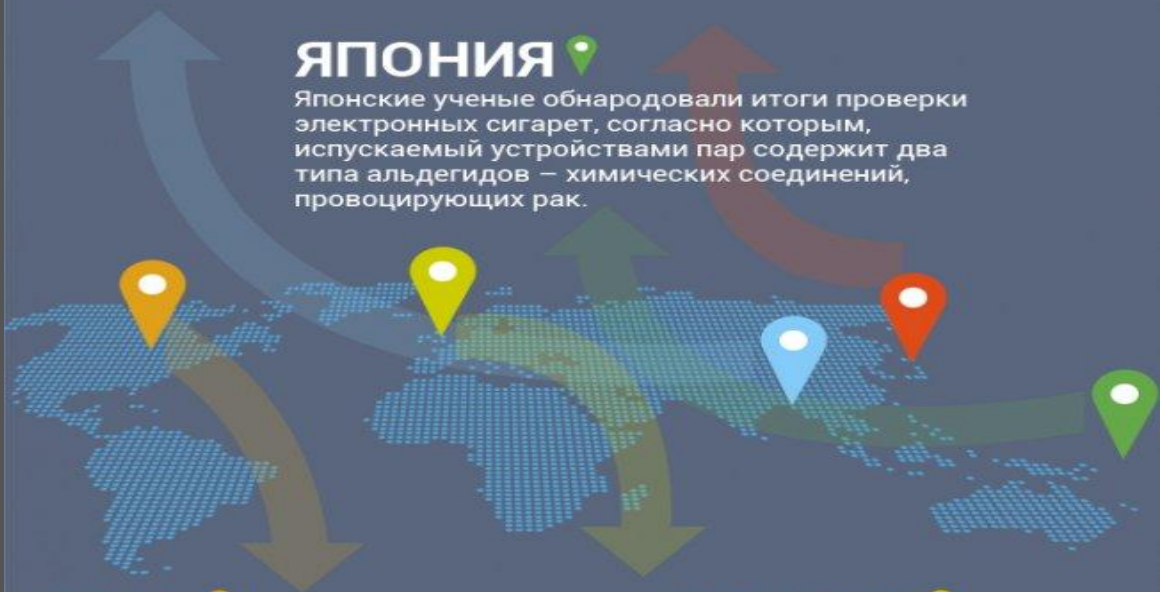 ЯПОНИЯ
Японские ученые обнародовали итоги проверки
электронных сигарет, согласно которым,
испускаемый устройствами пар содержит два
типа альдегидов – химических соединений,
провоцирующих рак.